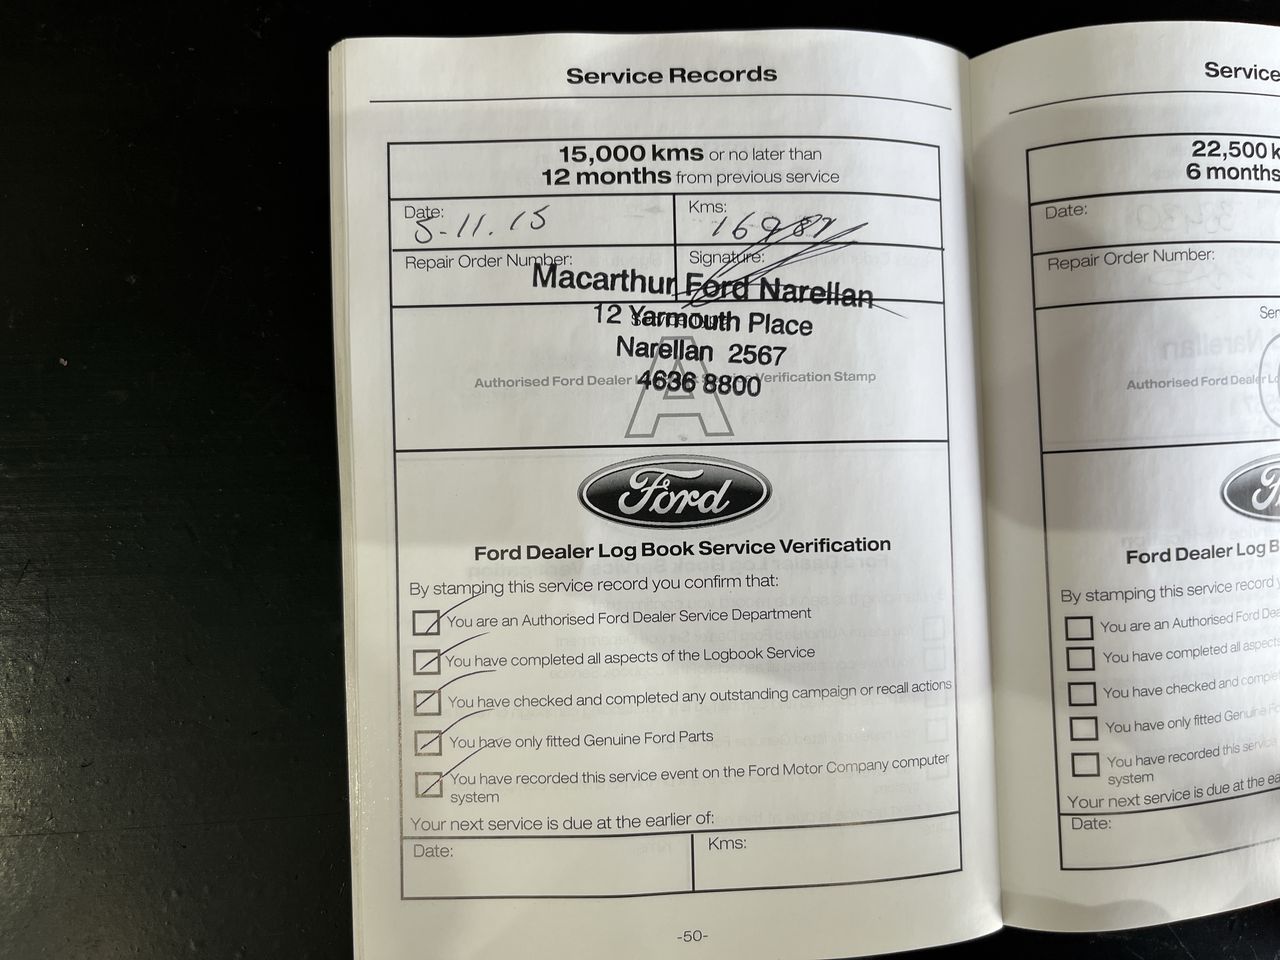 Service Records
15,000 kms or no later than
12 months from previous service
Date: 5-11.15
Kms: 16987
Repair Order Number:
Signature:
Macarthur Ford Narellan
12 Yarmouth Place
Narellan 2567
4636 8800
Authorised Ford Dealer L Verification Stamp
A
Ford
Ford Dealer Log Book Service Verification
By stamping this service record you confirm that:
You are an Authorised Ford Dealer Service Department
You have completed all aspects of the Logbook Service
You have checked and completed any outstanding campaign or recall actions
You have only fitted Genuine Ford Parts
You have recorded this service event on the Ford Motor Company computer
system
Your next service is due at the earlier of:
Date:
Kms:
-50-
Service
22,500 k
6 months
Date:
Repair Order Number:
Ser
Authorised Ford Dealer Lo
F
Ford Dealer Log B
By stamping this service record y
You are an Authorised Ford Dea
You have completed all aspects
You have checked and complet
You have only fitted Genuine Fo
You have recorded this service
system
Your next service is due at the ea
Date: